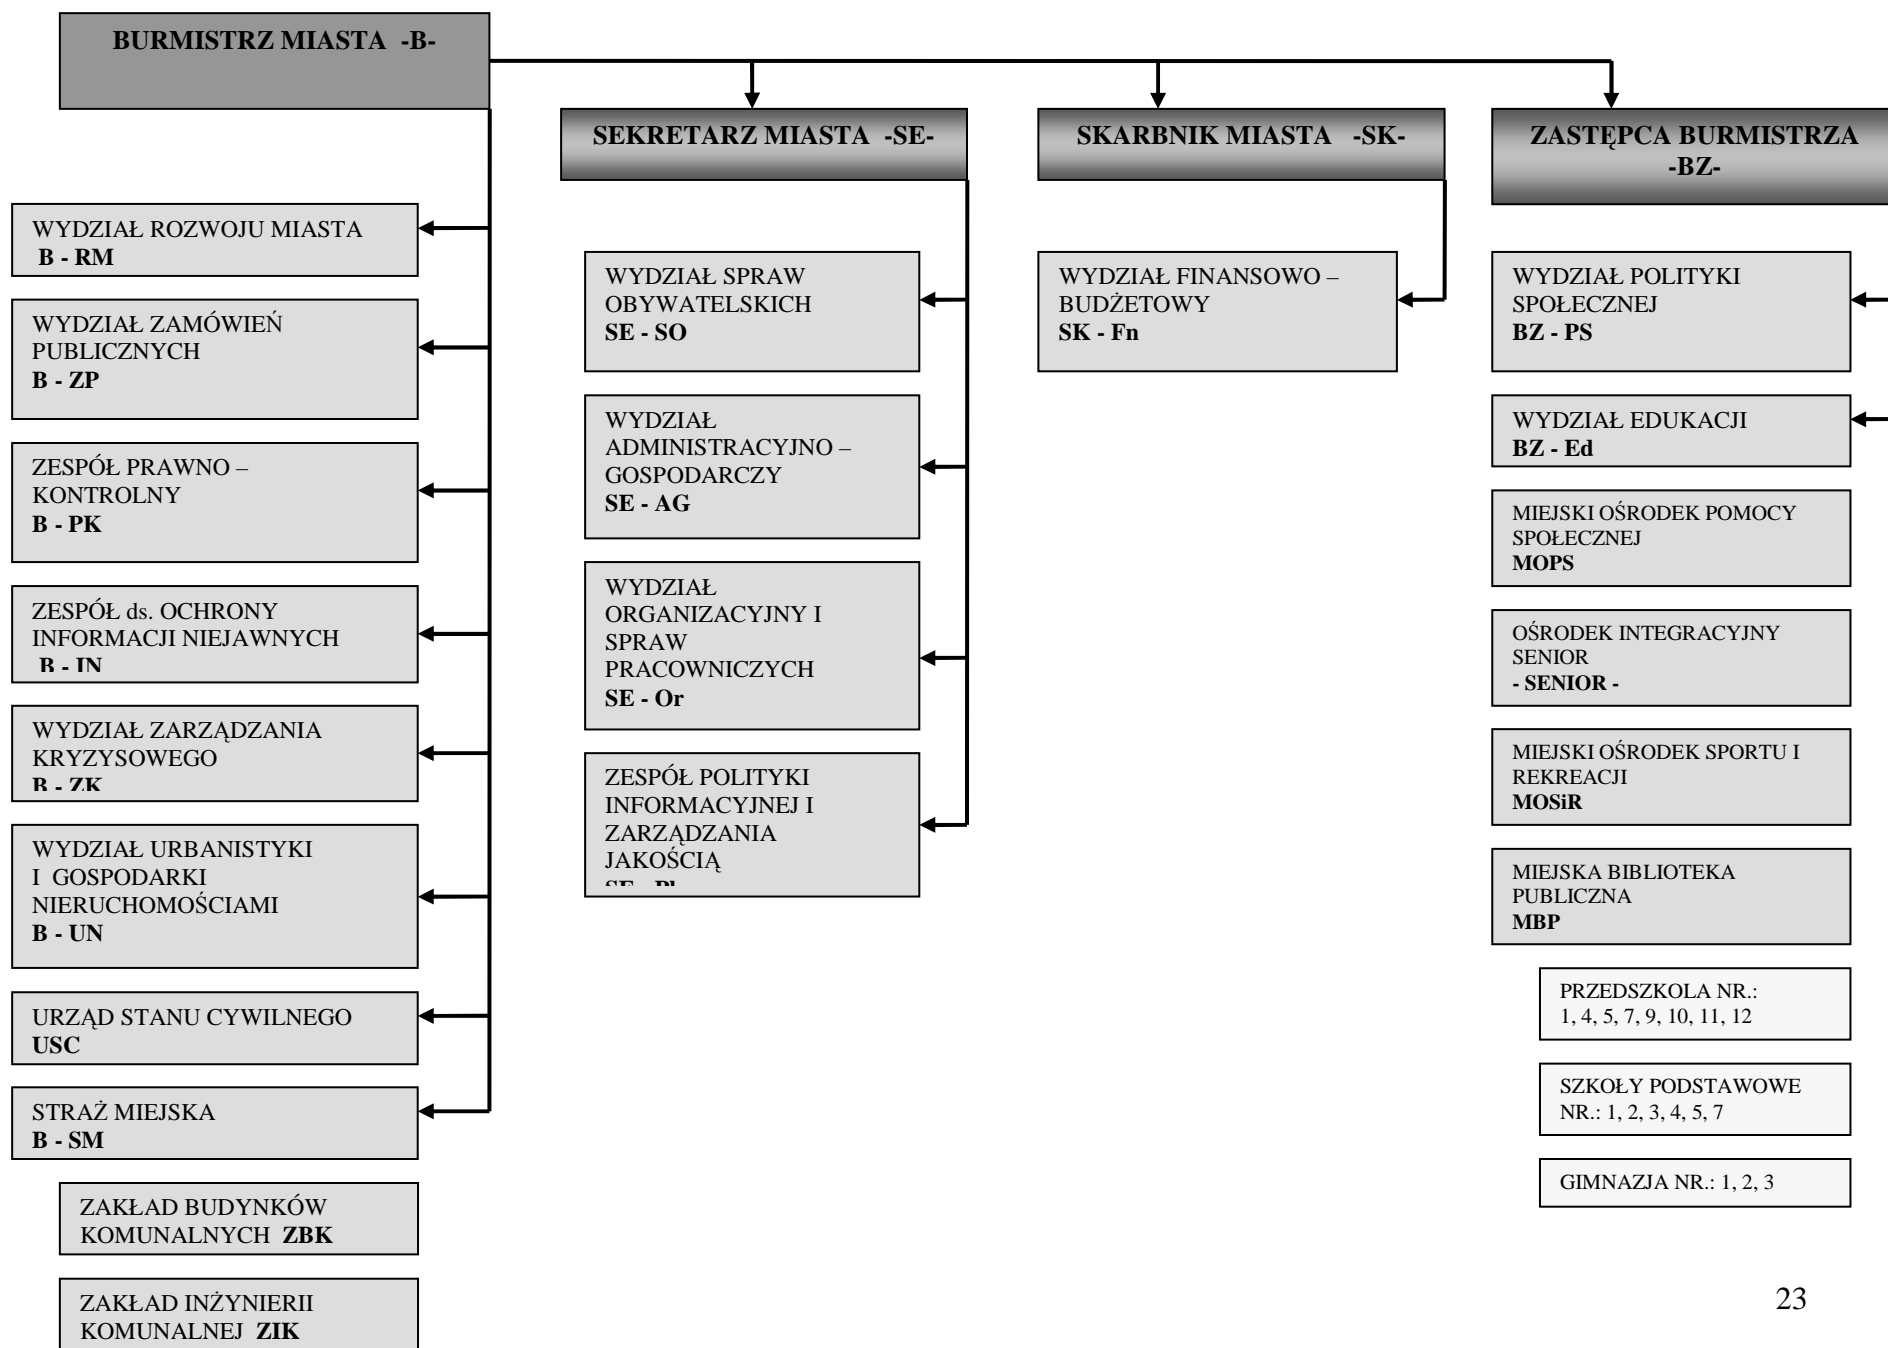 BURMISTRZ MIASTA -B-
SEKRETARZ MIASTA -SE-
SKARBNIK MIASTA -SK-
ZASTĘPCA BURMISTRZA
-BZ-
WYDZIAŁ ROZWOJU MIASTA
B - RM
WYDZIAŁ ZAMÓWIEŃ
PUBLICZNYCH
B - ZP
ZESPÓŁ PRAWNO –
KONTROLNY
B - PK
ZESPÓŁ ds. OCHRONY
INFORMACJI NIEJAWNYCH
B - IN
WYDZIAŁ ZARZĄDZANIA
KRYZYSOWEGO
B - ZK
WYDZIAŁ URBANISTYKI
I GOSPODARKI
NIERUCHOMOŚCIAMI
B - UN
URZĄD STANU CYWILNEGO
USC
STRAŻ MIEJSKA
B - SM
ZAKŁAD BUDYNKÓW
KOMUNALNYCH ZBK
ZAKŁAD INŻYNIERII
KOMUNALNEJ ZIK
WYDZIAŁ SPRAW
OBYWATELSKICH
SE - SO
WYDZIAŁ
ADMINISTRACYJNO –
GOSPODARCZY
SE - AG
WYDZIAŁ
ORGANIZACYJNY I
SPRAW
PRACOWNICZYCH
SE - Or
ZESPÓŁ POLITYKI
INFORMACYJNEJ I
ZARZĄDZANIA
JAKOŚCIĄ
WYDZIAŁ FINANSOWO –
BUDŻETOWY
SK - Fn
WYDZIAŁ POLITYKI
SPOŁECZNEJ
BZ - PS
WYDZIAŁ EDUKACJI
BZ - Ed
MIEJSKI OŚRODEK POMOCY
SPOŁECZNEJ
MOPS
OŚRODEK INTEGRACYJNY
SENIOR
- SENIOR -
MIEJSKI OŚRODEK SPORTU I
REKREACJI
MOSiR
MIEJSKA BIBLIOTEKA
PUBLICZNA
MBP
PRZEDSZKOLA NR.:
1, 4, 5, 7, 9, 10, 11, 12
SZKOŁY PODSTAWOWE
NR.: 1, 2, 3, 4, 5, 7
GIMNAZJA NR.: 1, 2, 3
23